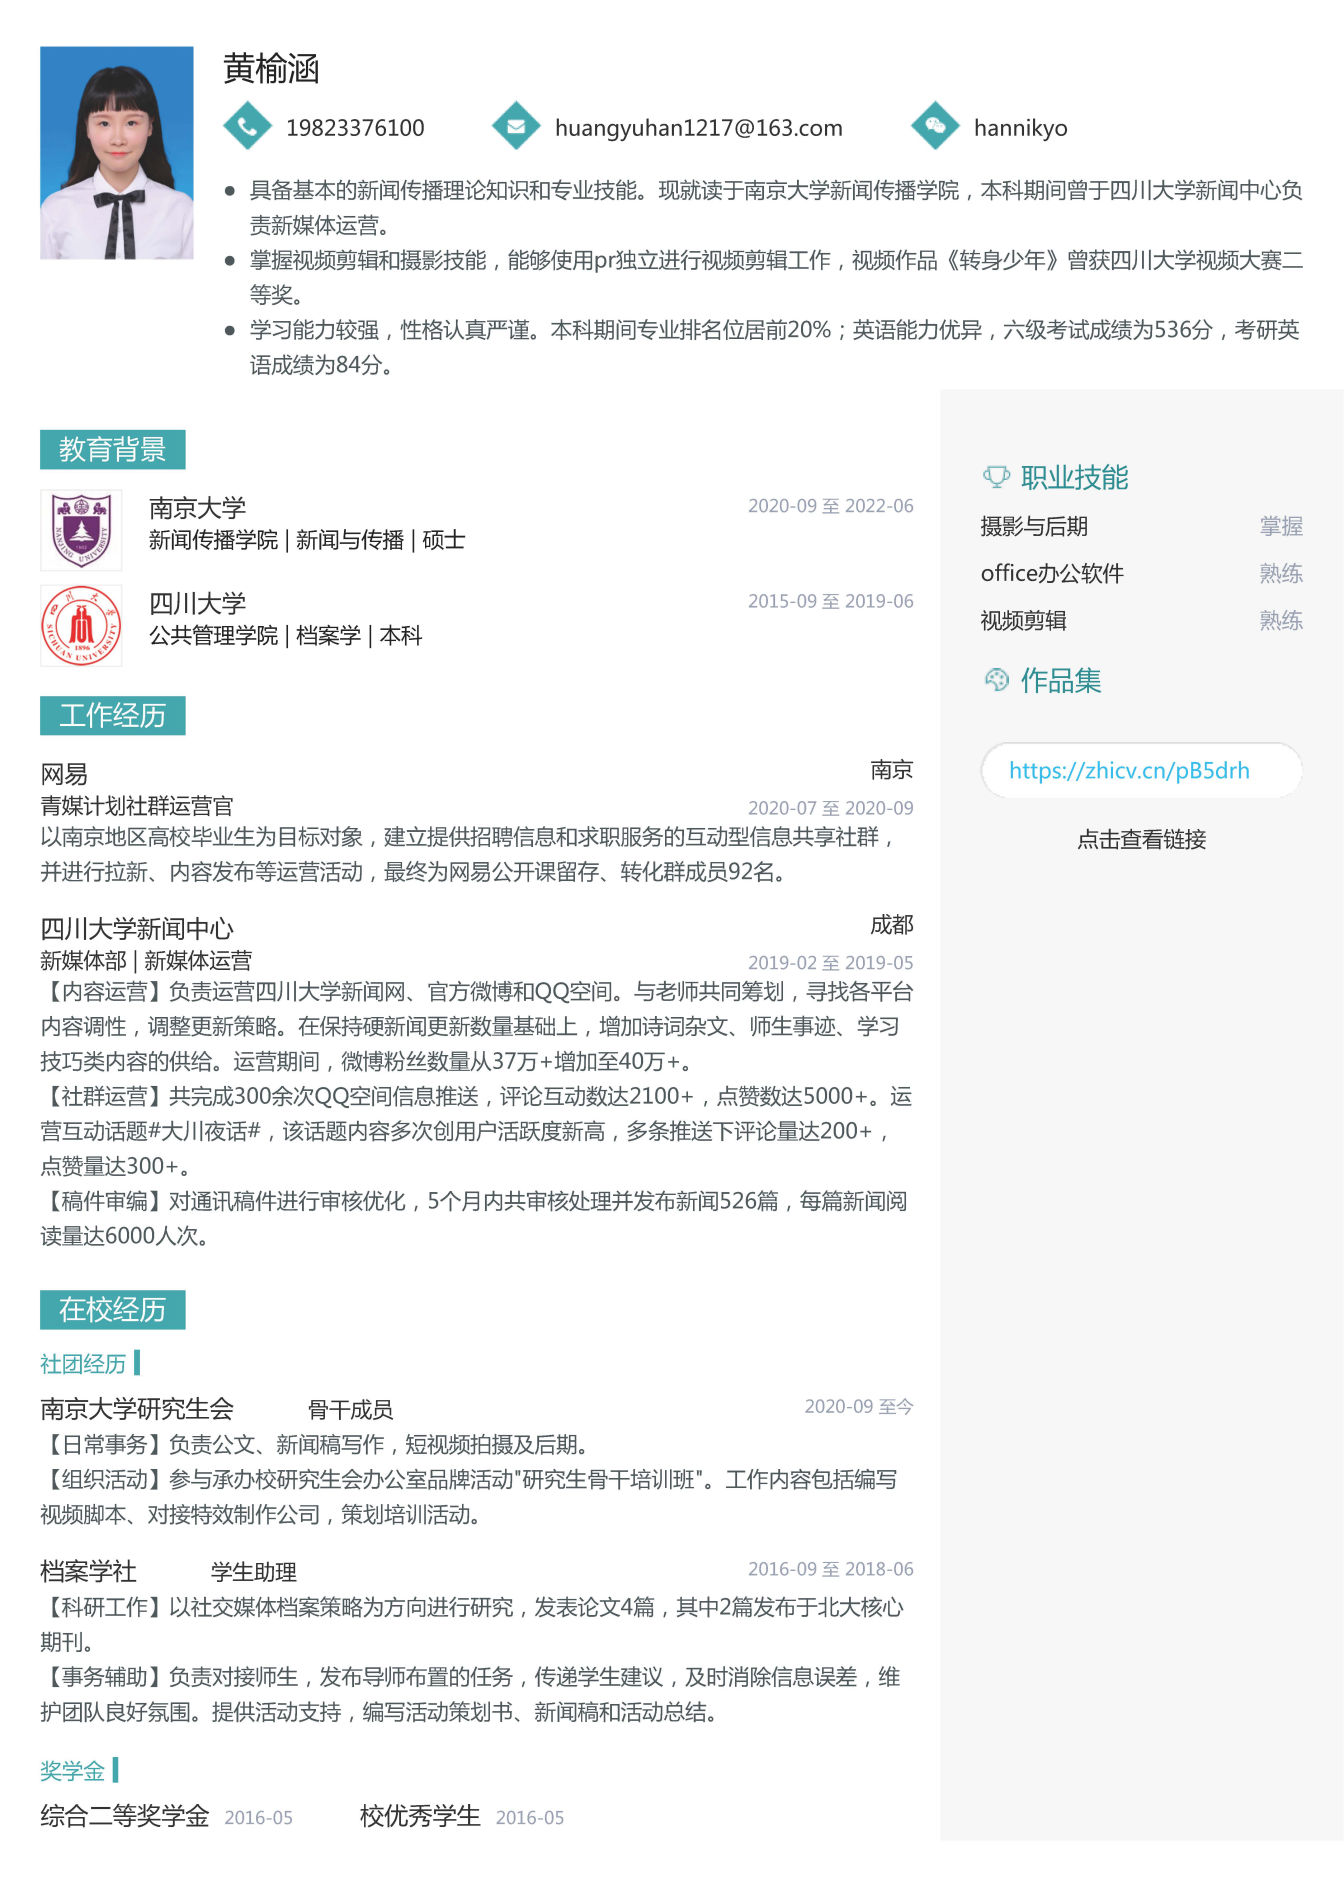 黄榆涵
19823376100
huangyuhan1217@163.com
hannikyo
具备基本的新闻传播理论知识和专业技能。现就读于南京大学新闻传播学院，本科期间曾于四川大学新闻中心负
责新媒体运营。
掌握视频剪辑和摄影技能，能够使用pr独立进行视频剪辑工作，视频作品《转身少年》曾获四川大学视频大赛二
等奖。
学习能力较强，性格认真严谨。本科期间专业排名位居前20%；英语能力优异，六级考试成绩为536分，考研英
语成绩为84分。
教育背景
NANJING UNIVERSITY
1902
南京大学
2020-09 至 2022-06
新闻传播学院 | 新闻与传播 | 硕士
四川大学
SICHUAN UNIVERSITY
1896
四川大学
2015-09 至 2019-06
公共管理学院 | 档案学 | 本科
工作经历
网易
南京
青媒计划社群运营官
2020-07 至 2020-09
以南京地区高校毕业生为目标对象，建立提供招聘信息和求职服务的互动型信息共享社群，
并进行拉新、内容发布等运营活动，最终为网易公开课留存、转化群成员92名。
四川大学新闻中心
成都
新媒体部 | 新媒体运营
2019-02 至 2019-05
【内容运营】负责运营四川大学新闻网、官方微博和QQ空间。与老师共同筹划，寻找各平台
内容调性，调整更新策略。在保持硬新闻更新数量基础上，增加诗词杂文、师生事迹、学习
技巧类内容的供给。运营期间，微博粉丝数量从37万+增加至40万+。
【社群运营】共完成300余次QQ空间信息推送，评论互动数达2100+，点赞数达5000+。运
营互动话题#大川夜话#，该话题内容多次创用户活跃度新高，多条推送下评论量达200+，
点赞量达300+。
【稿件审编】对通讯稿件进行审核优化，5个月内共审核处理并发布新闻526篇，每篇新闻阅
读量达6000人次。
在校经历
社团经历
南京大学研究生会
骨干成员
2020-09 至今
【日常事务】负责公文、新闻稿写作，短视频拍摄及后期。
【组织活动】参与承办校研究生会办公室品牌活动"研究生骨干培训班"。工作内容包括编写
视频脚本、对接特效制作公司，策划培训活动。
档案学社
学生助理
2016-09 至 2018-06
【科研工作】以社交媒体档案策略为方向进行研究，发表论文4篇，其中2篇发布于北大核心
期刊。
【事务辅助】负责对接师生，发布导师布置的任务，传递学生建议，及时消除信息误差，维
护团队良好氛围。提供活动支持，编写活动策划书、新闻稿和活动总结。
奖学金
综合二等奖学金 2016-05
校优秀学生 2016-05
职业技能
摄影与后期 掌握
office办公软件 熟练
视频剪辑 熟练
作品集
https://zhicv.cn/pB5drh
点击查看链接